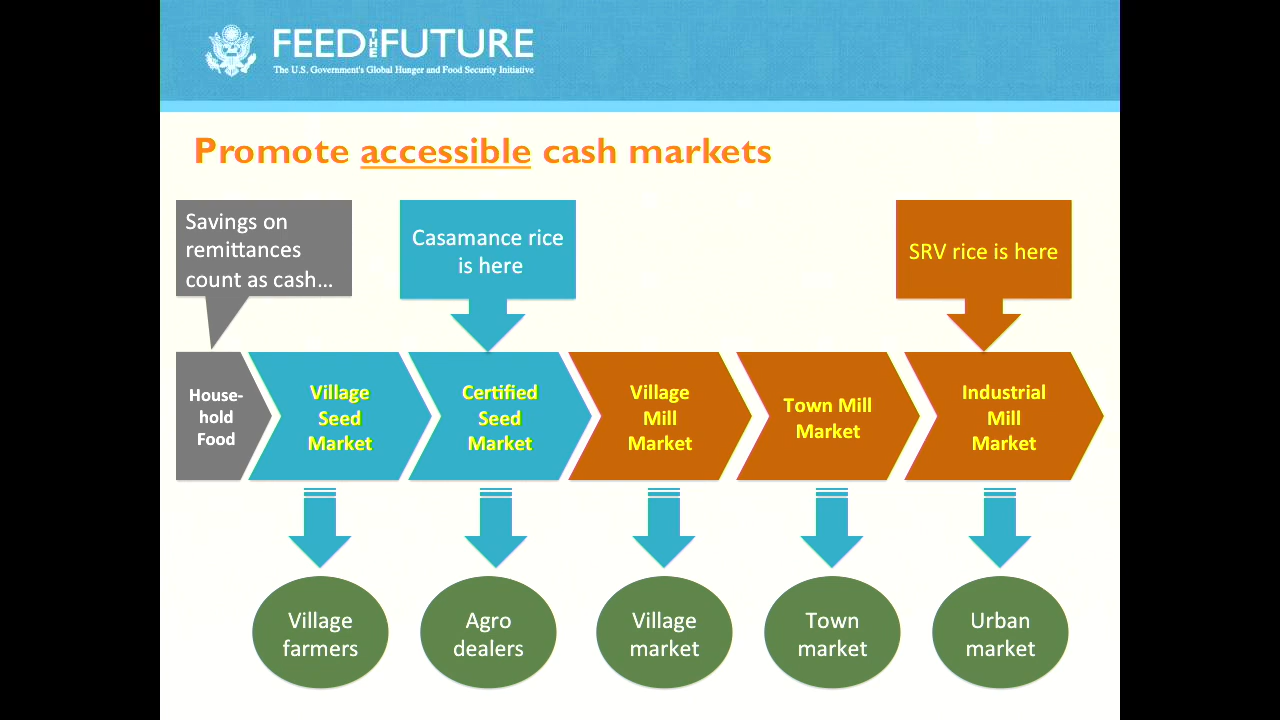 FEED THE FUTURE
The U.S. Government's Global Hunger and Food Security Initiative
Promote accessible cash markets
Savings on
remittances
count as cash...
Casamance rice
is here
SRV rice is here
House-
hold
Food
Village
Seed
Market
Certified
Seed
Market
Village
Mill
Market
Town Mill
Market
Industrial
Mill
Market
Village
farmers
Agro
dealers
Village
market
Town
market
Urban
market